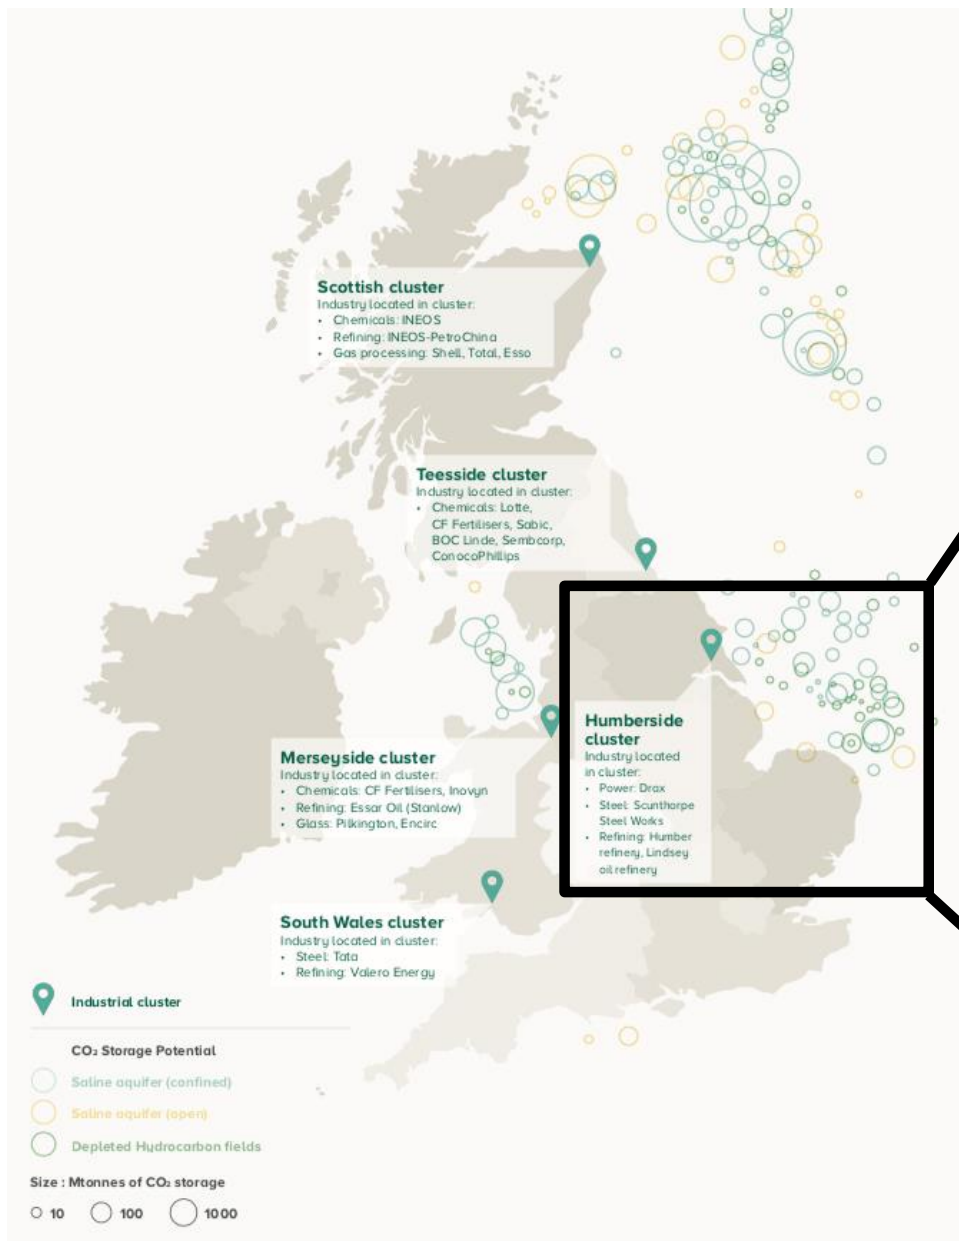 Scottish cluster
Industry located in cluster:
• Chemicals: INEOS
• Refining: INEOS-PetroChina
• Gas processing: Shell, Total, Esso
Teesside cluster
Industry located in cluster:
• Chemicals: Lotte,
CF Fertilisers, Sabic,
BOC Linde, Sembcorp,
ConocoPhillips
Humberside
cluster
Industry located
in cluster:
• Power: Drax
• Steel: Scunthorpe
Steel Works
• Refining: Humber
refinery, Lindsey
oil refinery
Merseyside cluster
Industry located in cluster:
• Chemicals: CF Fertilisers, Inovyn
• Refining: Essar Oil (Stanlow)
• Glass: Pilkington, Encirc
South Wales cluster
Industry located in cluster:
• Steel: Tata
• Refining: Valero Energy
Industrial cluster
CO₂ Storage Potential
Saline aquifer (confined)
Saline aquifer (open)
Depleted Hydrocarbon fields
Size : Mtonnes of CO₂ storage
10 100 1000